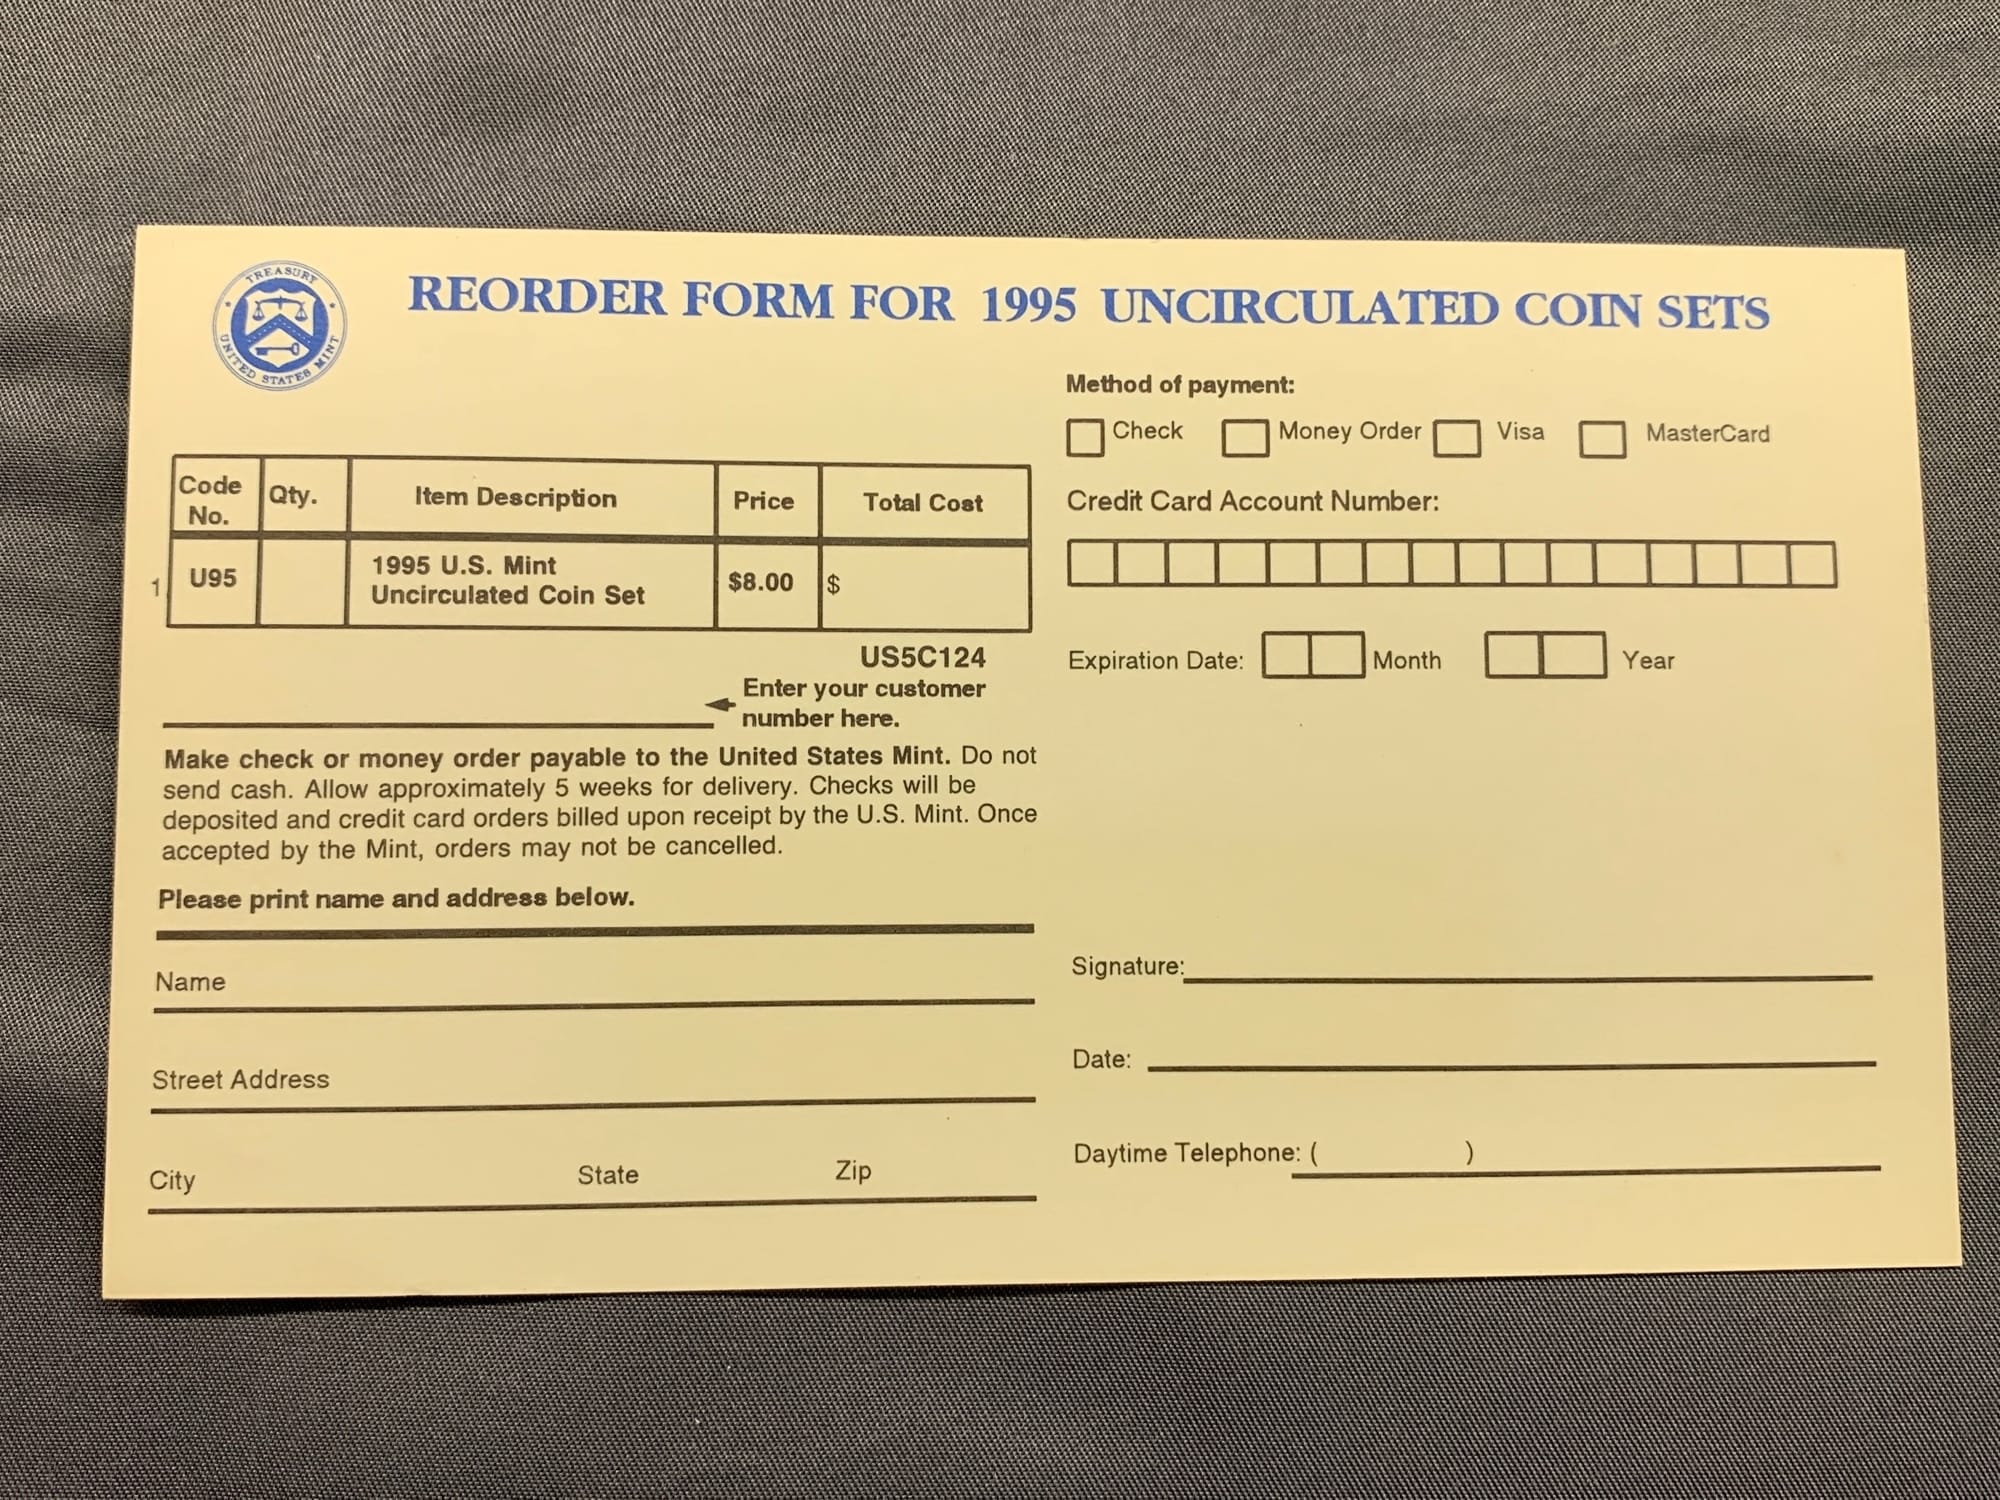 TREASURY
UNITED STATES MINT
REORDER FORM FOR 1995 UNCIRCULATED COIN SETS
Code No. Qty. Item Description Price Total Cost
1 U95 1995 U.S. Mint $8.00 $
Uncirculated Coin Set
US5C124
Enter your customer
number here.
Make check or money order payable to the United States Mint. Do not
send cash. Allow approximately 5 weeks for delivery. Checks will be
deposited and credit card orders billed upon receipt by the U.S. Mint. Once
accepted by the Mint, orders may not be cancelled.
Please print name and address below.
Name
Street Address
City State Zip
Method of payment:
Check Money Order Visa MasterCard
Credit Card Account Number:
Expiration Date: Month Year
Signature:
Date:
Daytime Telephone: ( )